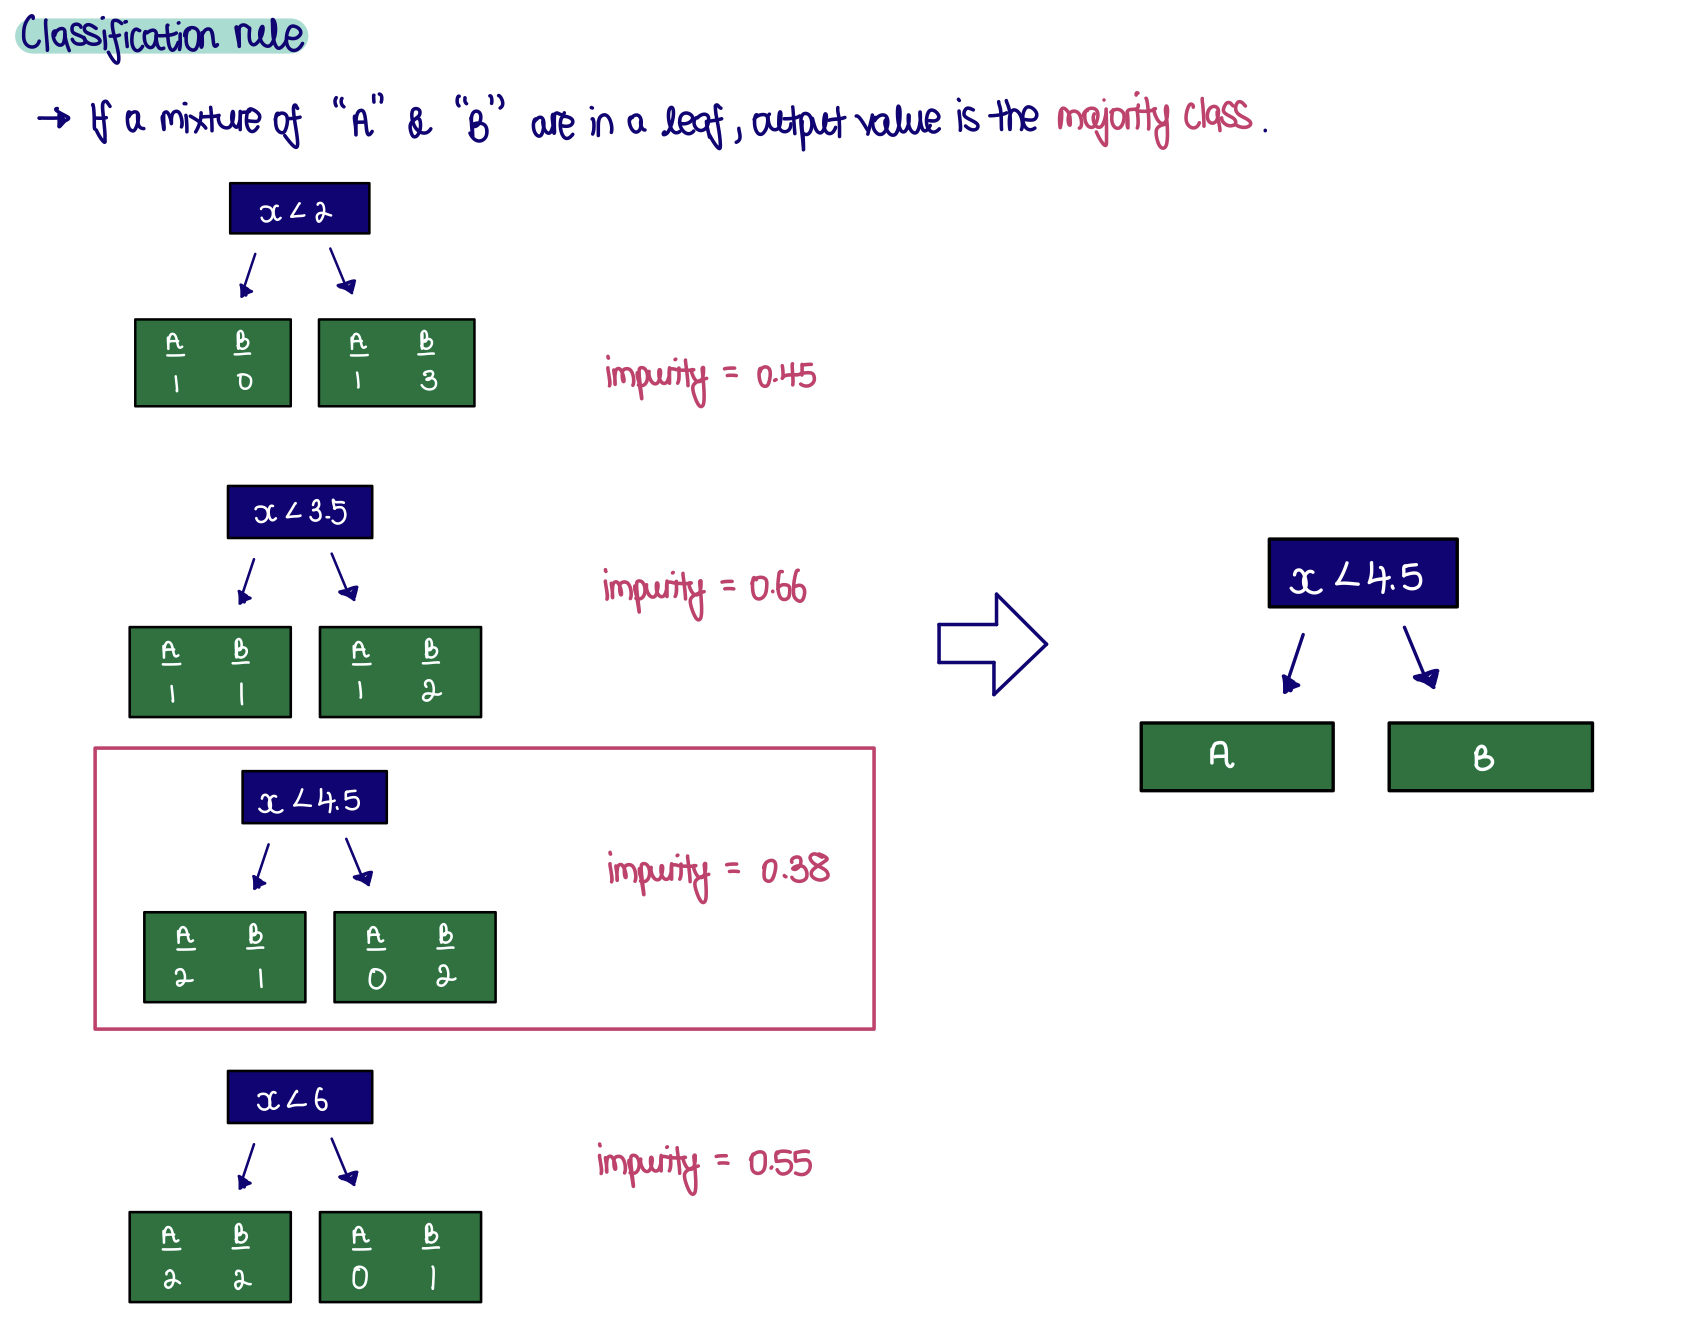 Classification rule
→ If a mixture of "A" & "B" are in a leaf, output value is the majority class.
x < 2
A B A B
1 0 1 3
impurity = 0.45
x < 3.5
A B A B
1 1 1 2
impurity = 0.66
x < 4.5
A B A B
2 1 0 2
impurity = 0.38
x < 6
A B A B
2 2 0 1
impurity = 0.55
x < 4.5
A B